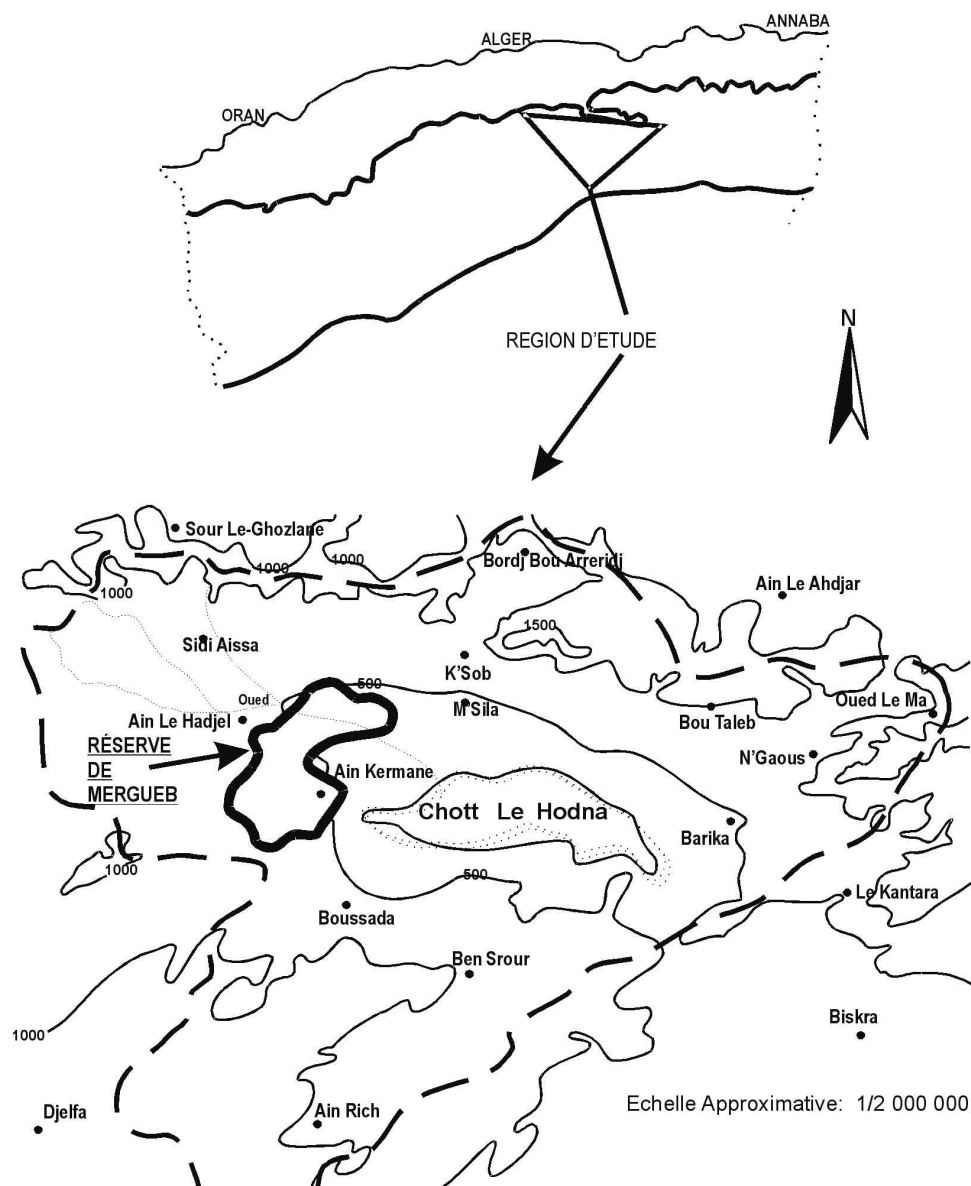 ANNABA
ALGER
ORAN
REGION D'ETUDE
N
Sour Le-Ghozlane
1000
1000
Bordj Bou Arreridj
1000
Ain Le Ahdjar
1500
Sidi Aissa
K'Sob
500
Oued
M'Sila
Oued Le Ma
Ain Le Hadjel
Bou Taleb
RÉSERVE
DE
MERGUEB
N'Gaous
Ain Kermane
Chott Le Hodna
Barika
1000
500
Le Kantara
Boussada
Ben Srour
Biskra
1000
Echelle Approximative: 1/2 000 000
Djelfa
Ain Rich